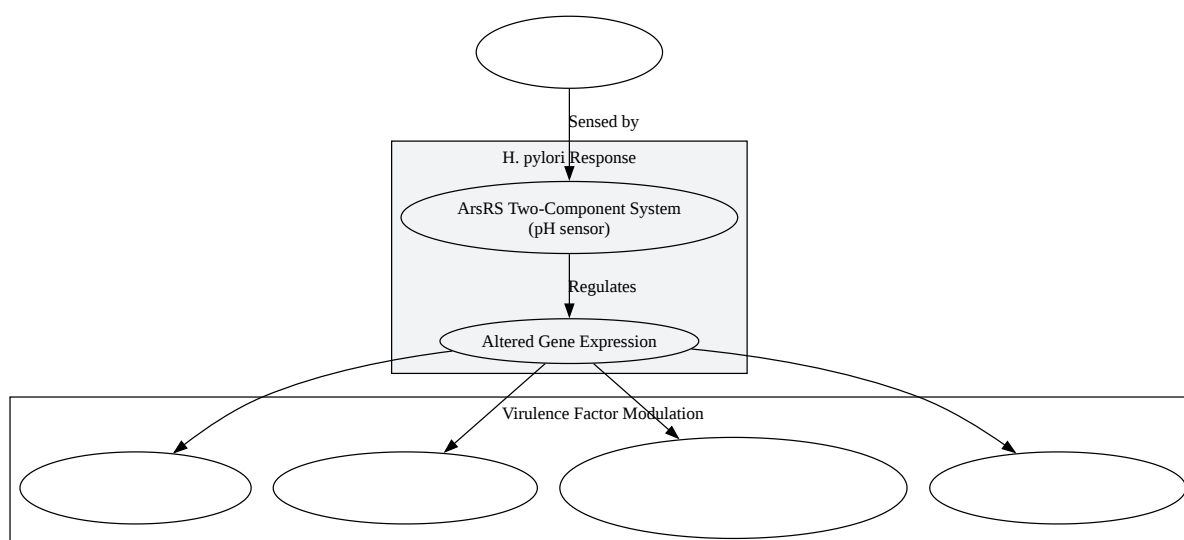 Sensed by
H. pylori Response
ArsRS Two-Component System
(pH sensor)
Regulates
Altered Gene Expression
Virulence Factor Modulation